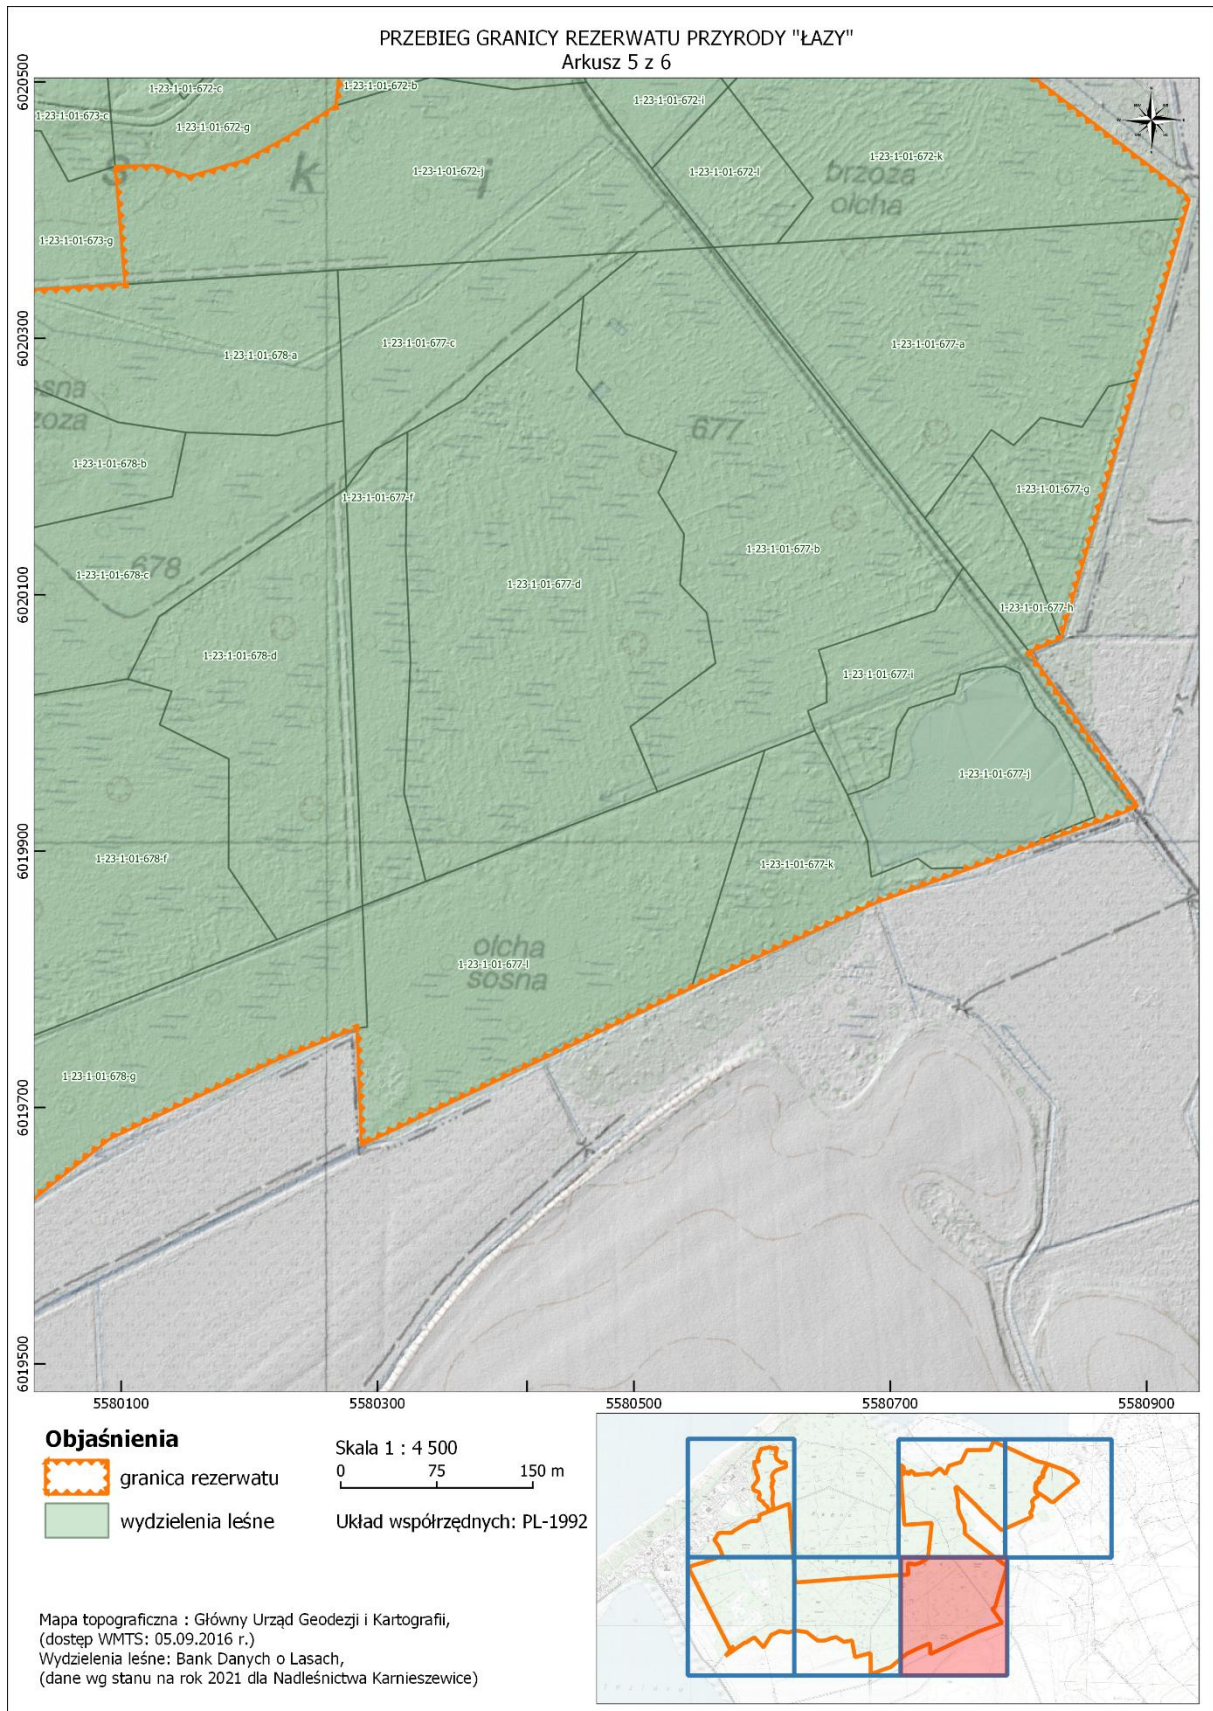 PRZEBIEG GRANICY REZERWATU PRZYRODY "ŁAZY"
Arkusz 5 z 6
6020500
6020300
6020100
6019900
6019700
6019500
1-23-1-01-672-c
1-23-1-01-672-b
1-23-1-01-673-c
1-23-1-01-672-g
1-23-1-01-672-i
1-23-1-01-672-j
1-23-1-01-672-l
1-23-1-01-672-k
s k i
brzoza
olcha
1-23-1-01-673-g
1-23-1-01-678-a
1-23-1-01-677-c
1-23-1-01-677-a
osna
zoza
677
1-23-1-01-678-b
1-23-1-01-677-f
1-23-1-01-677-g
1-23-1-01-677-b
678
1-23-1-01-678-c
1-23-1-01-677-d
1-23-1-01-677-h
1-23-1-01-678-d
1-23-1-01-677-i
1-23-1-01-677-j
1-23-1-01-678-f
1-23-1-01-677-k
olcha
1-23-1-01-677-l
sosna
1-23-1-01-678-g
5580100 5580300 5580500 5580700 5580900
Objaśnienia
granica rezerwatu
wydzielenia leśne
Skala 1 : 4 500
0 75 150 m
Układ współrzędnych: PL-1992
Mapa topograficzna : Główny Urząd Geodezji i Kartografii,
(dostęp WMTS: 05.09.2016 r.)
Wydzielenia leśne: Bank Danych o Lasach,
(dane wg stanu na rok 2021 dla Nadleśnictwa Karnieszewice)